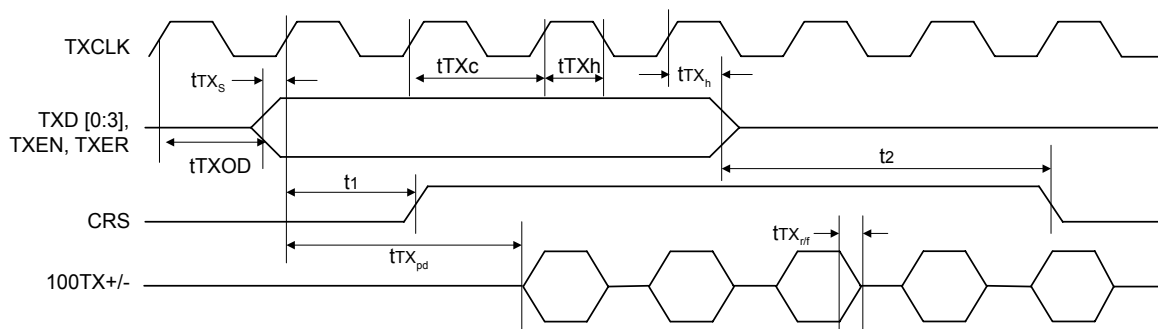 TXCLK
tTXc
tTXh
tTXh
tTXS
TXD [0:3],
TXEN, TXER
tTXOD
t1
t2
CRS
tTXpd
tTXr/f
100TX+/-